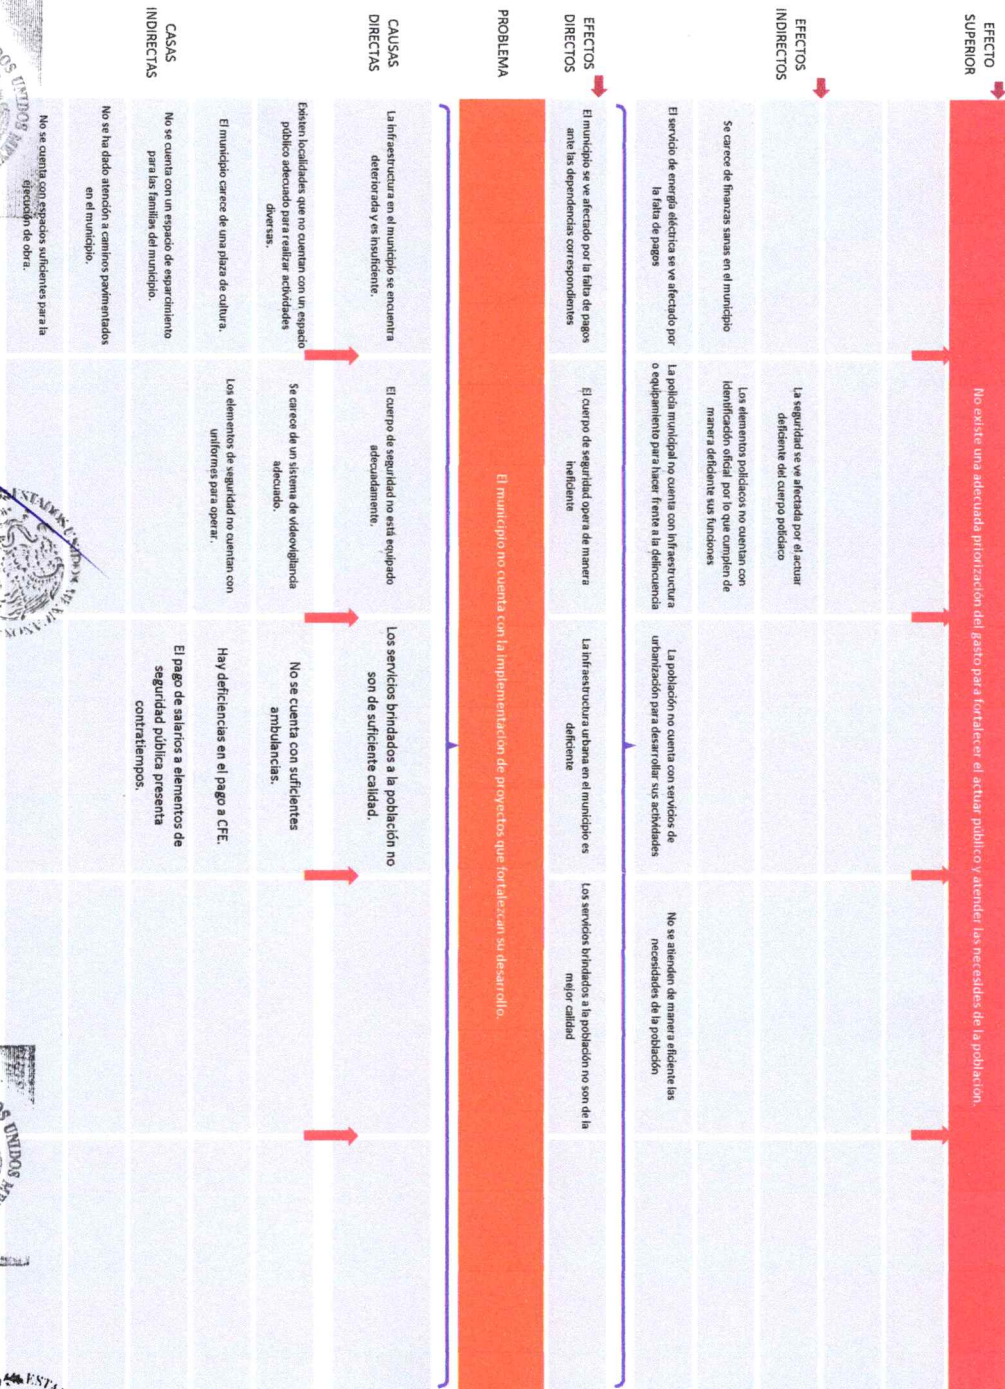 EFECTO
SUPERIOR
No existe una adecuada priorización del gasto para fortalecer el actuar público y atender las necesides de la población.
EFECTOS
INDIRECTOS
La seguridad se ve afectada por el actuar
deficiente del cuerpo policiaco
Se carece de finanzas sanas en el municipio
Los elementos policiacos no cuentan con
identificación oficial por lo que cumplen de
manera deficiente sus funciones
El servicio de energía eléctrica se ve afectado por
la falta de pagos
La policía municipal no cuenta con infraestructura
o equipamiento para hacer frente a la delincuencia
La población no cuenta con servicios de
urbanización para desarrollar sus actividades
No se atienden de manera eficiente las
necesidades de la población
EFECTOS
DIRECTOS
El municipio se ve afectado por la falta de pagos
ante las dependencias correspondientes
El cuerpo de seguridad opera de manera
ineficiente
La infraestructura urbana en el municipio es
deficiente
Los servicios brindados a la población no son de la
mejor calidad
PROBLEMA
El municipio no cuenta con la implementación de proyectos que fortalezcan su desarrollo.
CAUSAS
DIRECTAS
La infraestructura en el municipio se encuentra
deteriorada y es insuficiente.
El cuerpo de seguridad no está equipado
adecuadamente.
Los servicios brindados a la población no
son de suficiente calidad.
CASAS
INDIRECTAS
Existen localidades que no cuentan con un espacio
público adecuado para realizar actividades
diversas.
Se carece de un sistema de videovigilancia
adecuado.
No se cuenta con suficientes
ambulancias.
El municipio carece de una plaza de cultura.
Los elementos de seguridad no cuentan con
uniformes para operar.
Hay deficiencias en el pago a CFE.
No se cuenta con un espacio de esparcimiento
para las familias del municipio.
El pago de salarios a elementos de
seguridad pública presenta
contratiempos.
No se ha dado atención a caminos pavimentados
en el municipio.
No se cuenta con espacios suficientes para la
ejecución de obra.
OS UNIDOS
ESTADOS UNIDOS MEXICANOS
OS UNIDOS